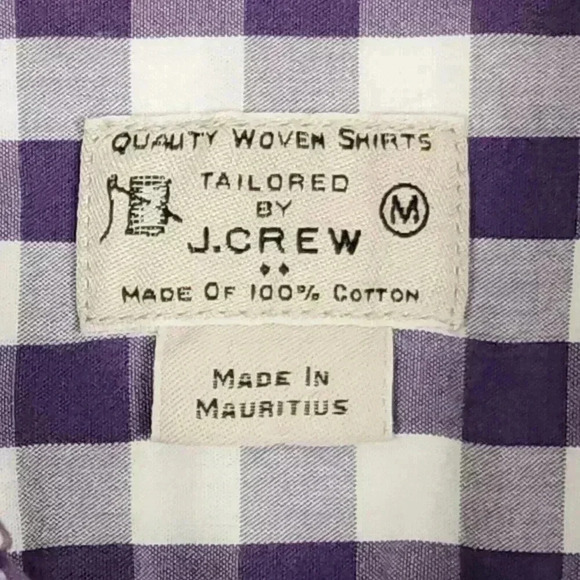 QUALITY WOVEN SHIRTS
TAILORED
BY
M
J.CREW
MADE OF 100% COTTON
MADE IN
MAURITIUS